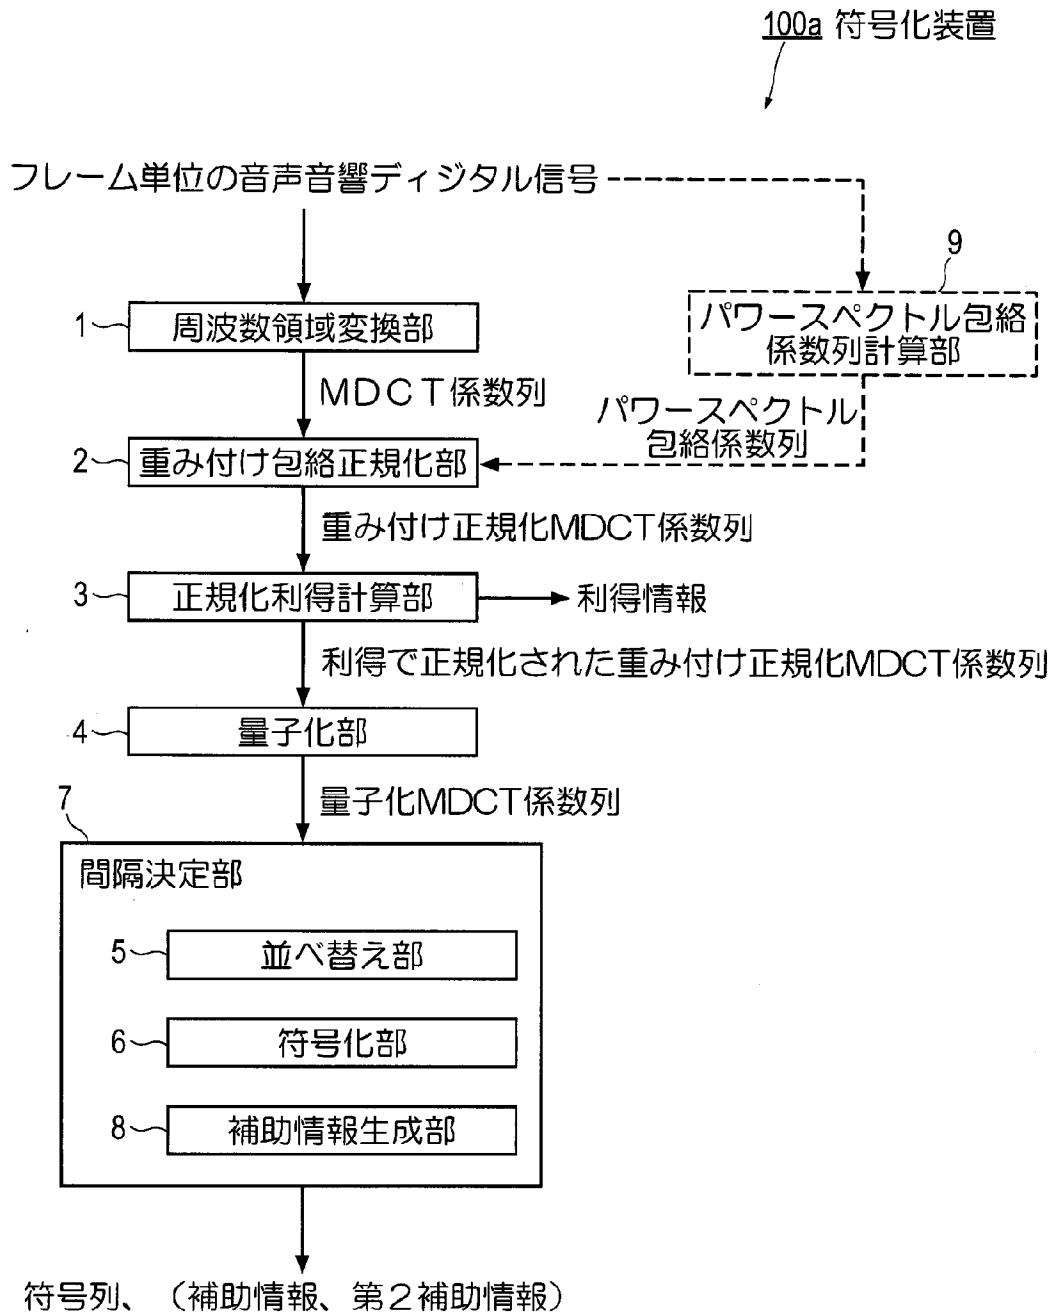 100a 符号化装置
フレーム単位の音声音響ディジタル信号
9
1
周波数領域変換部
パワースペクトル包絡
係数列計算部
MDCT係数列
パワースペクトル
包絡係数列
2
重み付け包絡正規化部
重み付け正規化MDCT係数列
3
正規化利得計算部
利得情報
利得で正規化された重み付け正規化MDCT係数列
4
量子化部
量子化MDCT係数列
7
間隔決定部
5
並べ替え部
6
符号化部
8
補助情報生成部
符号列、（補助情報、第2補助情報）